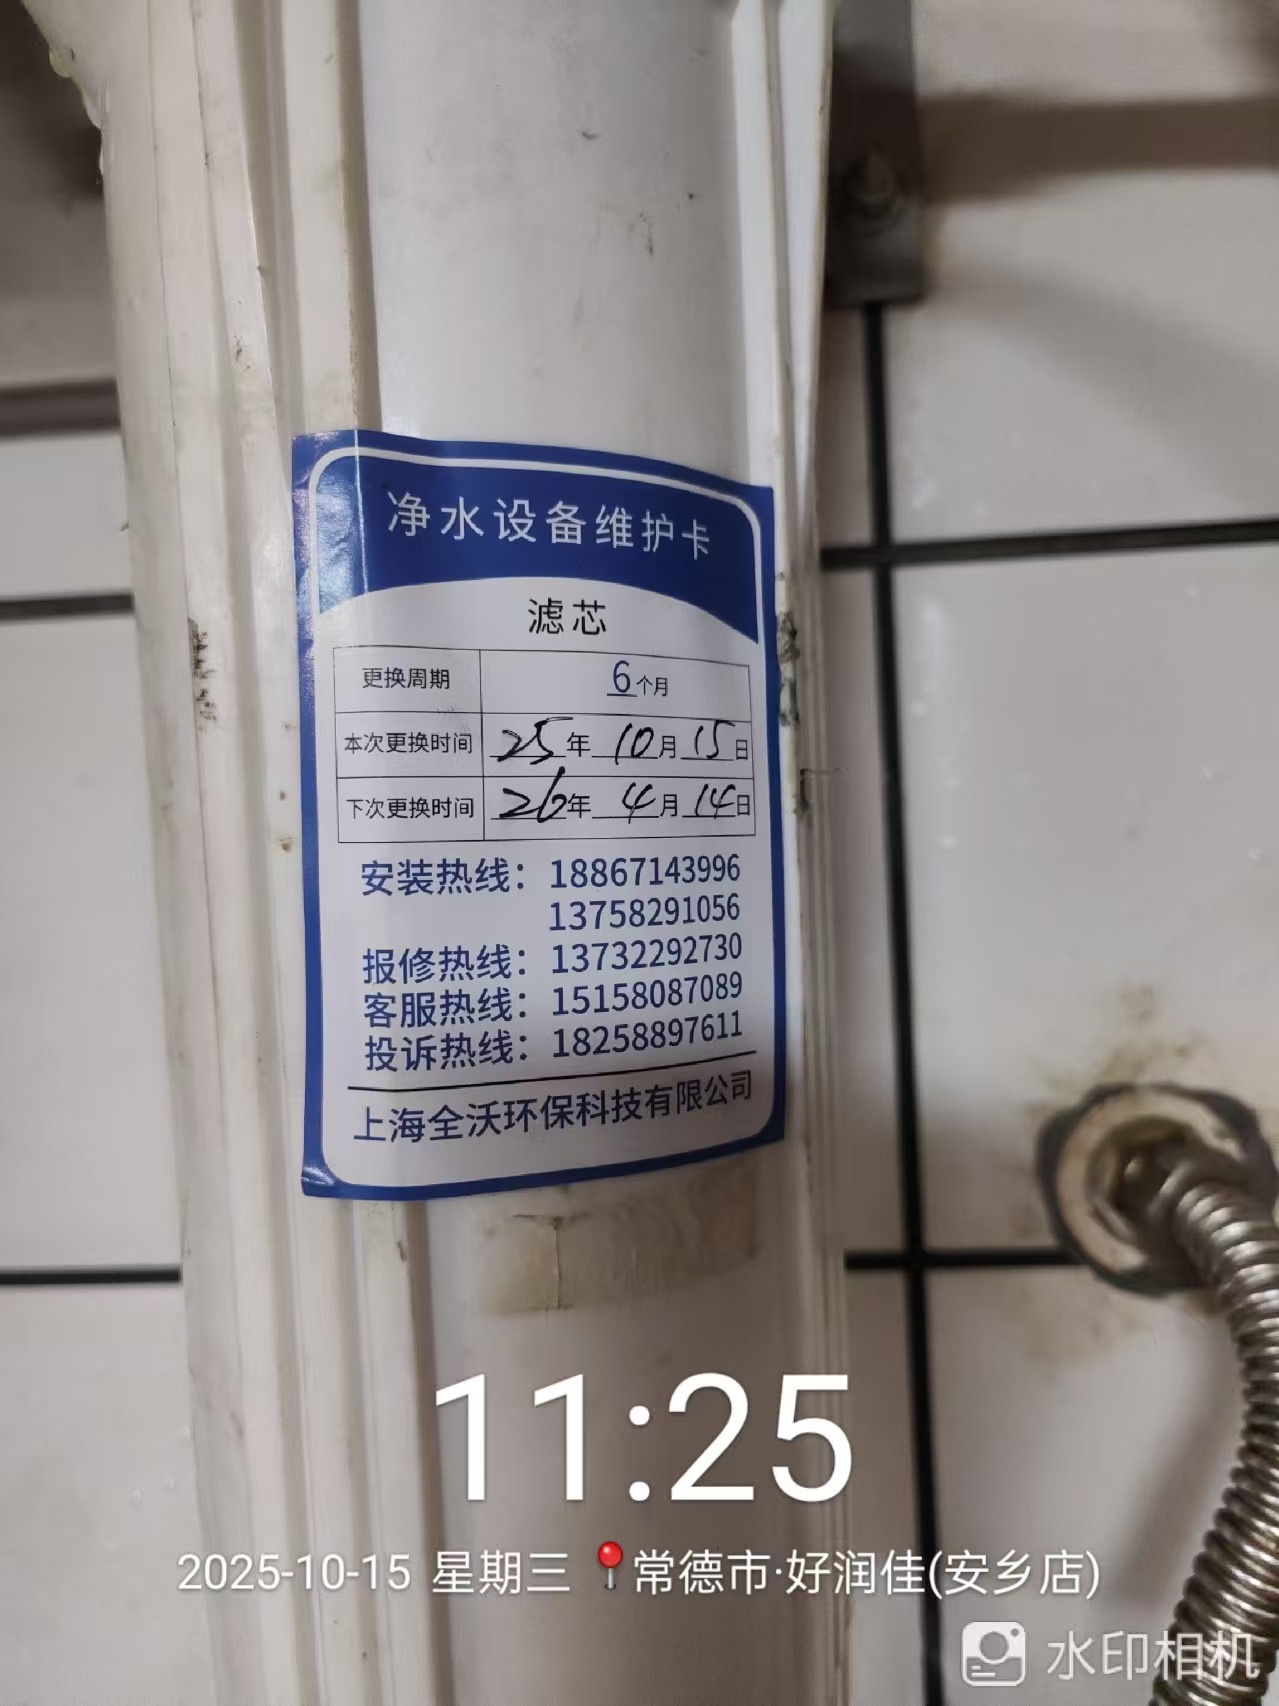 净水设备维护卡
滤芯
更换周期 6个月
本次更换时间 25年10月15日
下次更换时间 26年4月14日
安装热线：18867143996
13758291056
报修热线：13732292730
客服热线：15158087089
投诉热线：18258897611
上海全沃环保科技有限公司
11:25
2025-10-15 星期三 常德市·好润佳(安乡店)
水印相机